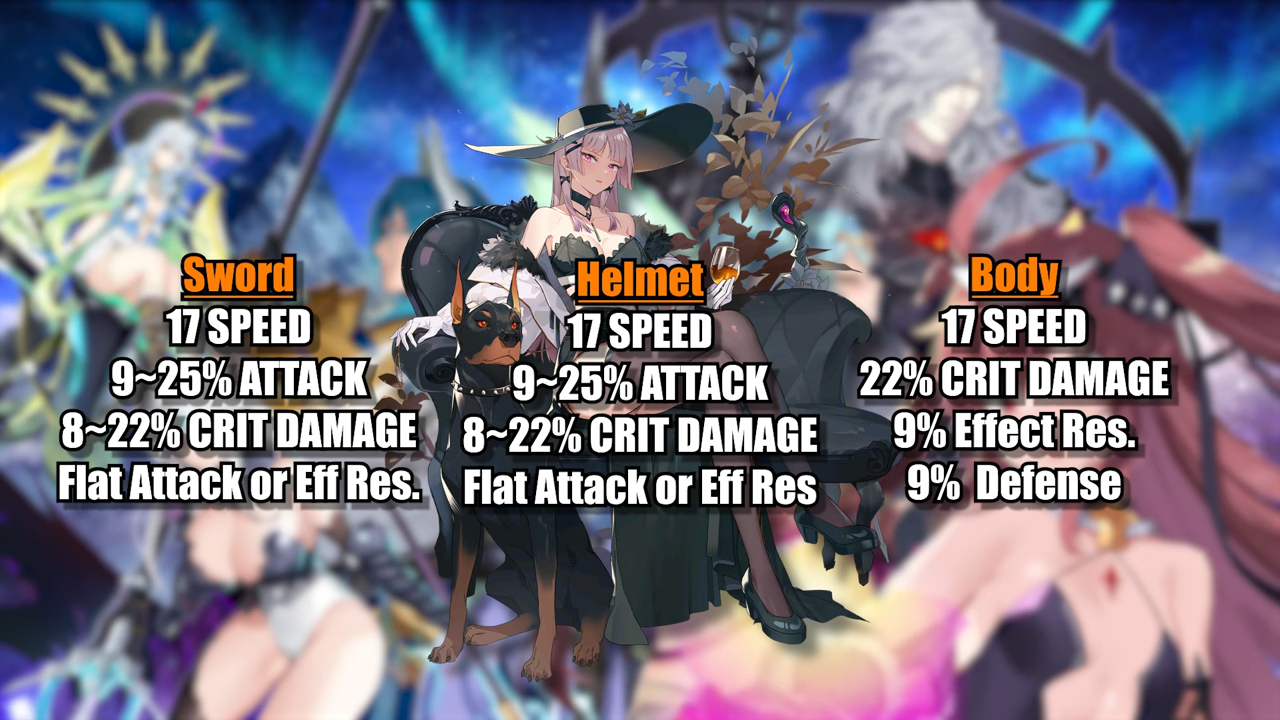 Sword
17 SPEED
9~25% ATTACK
8~22% CRIT DAMAGE
Flat Attack or Eff Res.
Helmet
17 SPEED
9~25% ATTACK
8~22% CRIT DAMAGE
Flat Attack or Eff Res
Body
17 SPEED
22% CRIT DAMAGE
9% Effect Res.
9% Defense